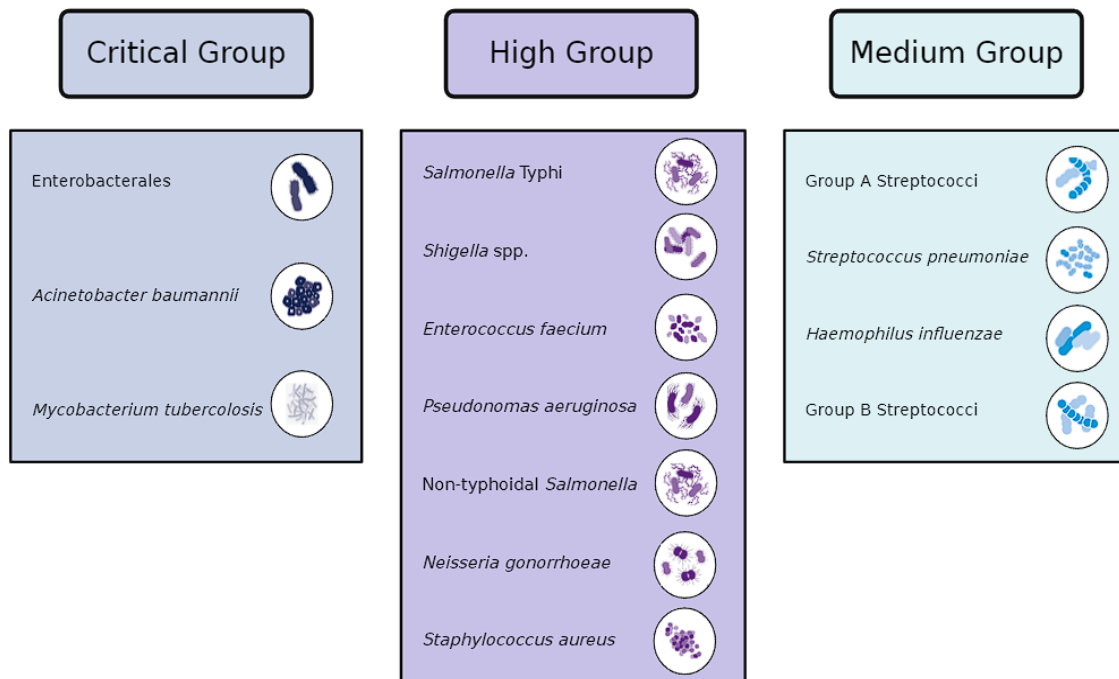 Critical Group
Enterobacterales
Acinetobacter baumannii
Mycobacterium tubercolosis
High Group
Salmonella Typhi
Shigella spp.
Enterococcus faecium
Pseudonomas aeruginosa
Non-typhoidal Salmonella
Neisseria gonorrhoeae
Staphylococcus aureus
Medium Group
Group A Streptococci
Streptococcus pneumoniae
Haemophilus influenzae
Group B Streptococci